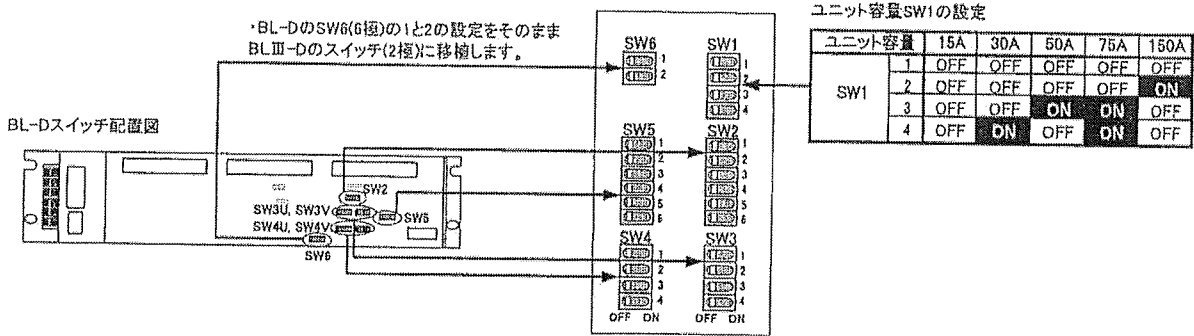 ・BL-DのSW6(6極)の1と2の設定をそのまま
BLⅢ-Dのスイッチ(2極)に移植します。
BL-Dスイッチ配置図
SW2
SW3U, SW3V
SW5
SW4U, SW4V
SW6
SW6
1
2
SW1
1
2
3
4
SW5
1
2
3
4
5
6
SW2
1
2
3
4
5
6
SW4
1
2
3
4
OFF ON
SW3
1
2
3
4
OFF ON
ユニット容量SW1の設定
ユニット容量 15A 30A 50A 75A 150A
SW1
1 OFF OFF OFF OFF OFF
2 OFF OFF OFF OFF ON
3 OFF OFF ON ON OFF
4 OFF ON OFF ON OFF